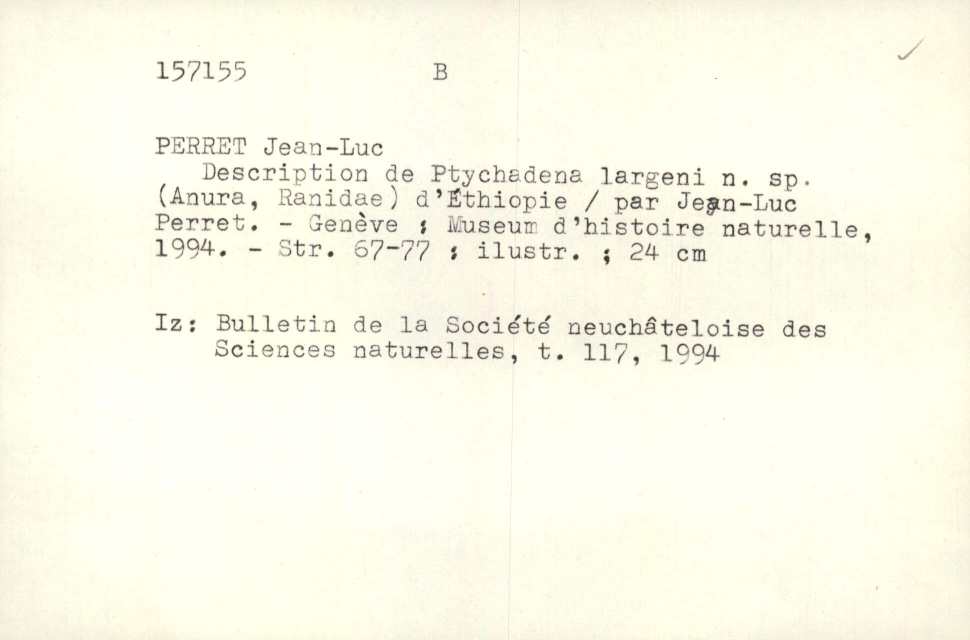 157155 B
PERRET Jean-Luc
Description de Ptychadena largeni n. sp.
(Anura, Ranidae) d'Éthiopie / par Jean-Luc
Perret. - Genève ; Museum d'histoire naturelle,
1994. - Str. 67-77 : ilustr. ; 24 cm
Iz: Bulletin de la Société neuchâteloise des
Sciences naturelles, t. 117, 1994